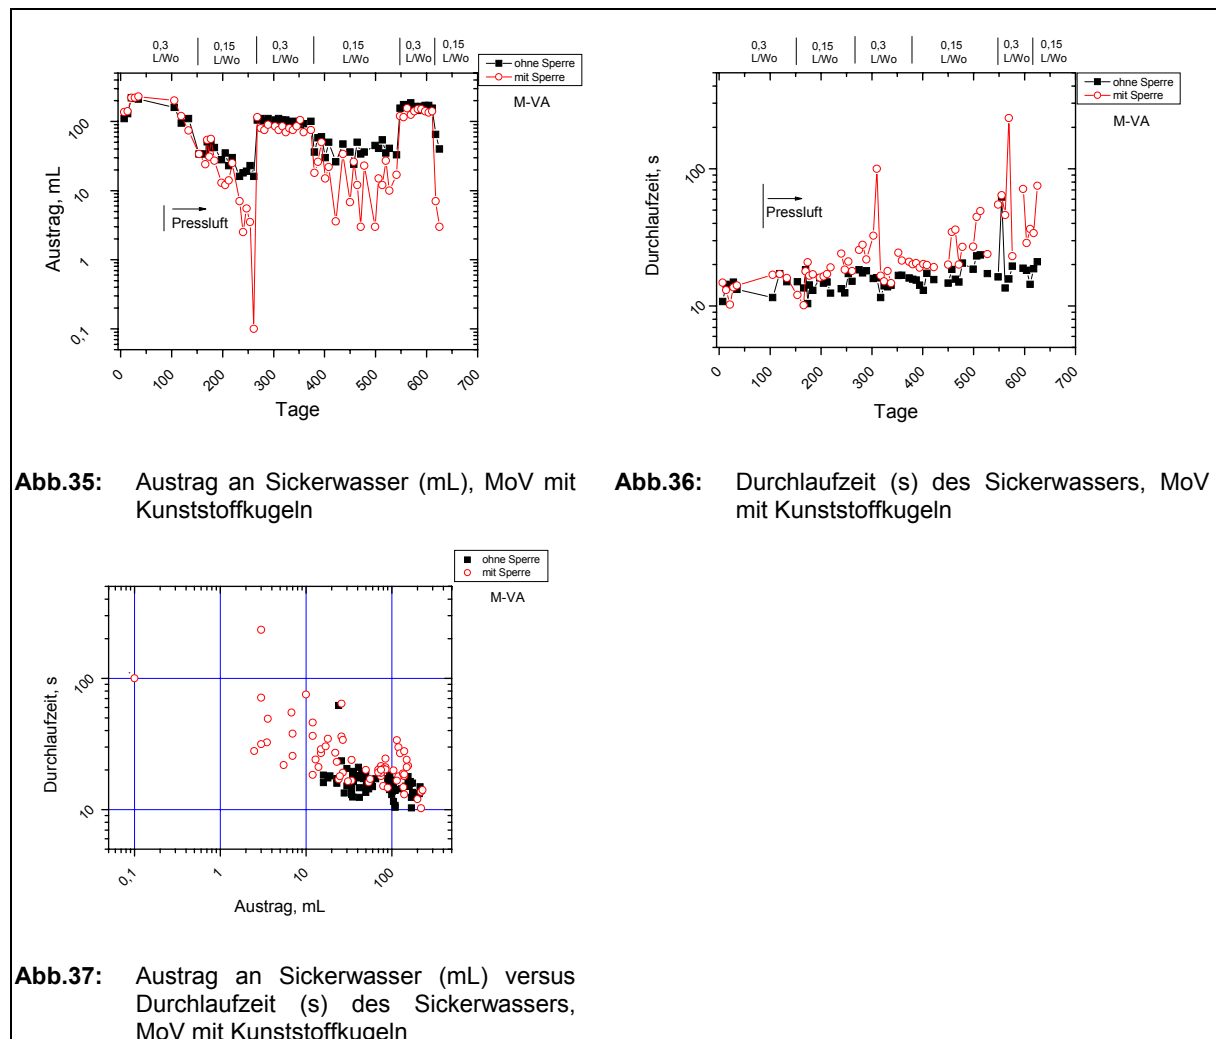 0,3 0,15 0,3 0,15 0,3 0,15
L/Wo L/Wo L/Wo L/Wo L/Wo
ohne Sperre
mit Sperre
M-VA
100
10
1
0,1
Austrag, mL
Pressluft
0 100 200 300 400 500 600 700
Tage
0,3 0,15 0,3 0,15 0,3 0,15
L/Wo L/Wo L/Wo L/Wo L/Wo
ohne Sperre
mit Sperre
M-VA
100
10
Durchlaufzeit, s
Pressluft
0 100 200 300 400 500 600 700
Tage
Abb.35: Austrag an Sickerwasser (mL), MoV mit
Kunststoffkugeln
Abb.36: Durchlaufzeit (s) des Sickerwassers, MoV
mit Kunststoffkugeln
ohne Sperre
mit Sperre
M-VA
100
10
Durchlaufzeit, s
0,1 1 10 100
Austrag, mL
Abb.37: Austrag an Sickerwasser (mL) versus
Durchlaufzeit (s) des Sickerwassers,
MoV mit Kunststoffkugeln